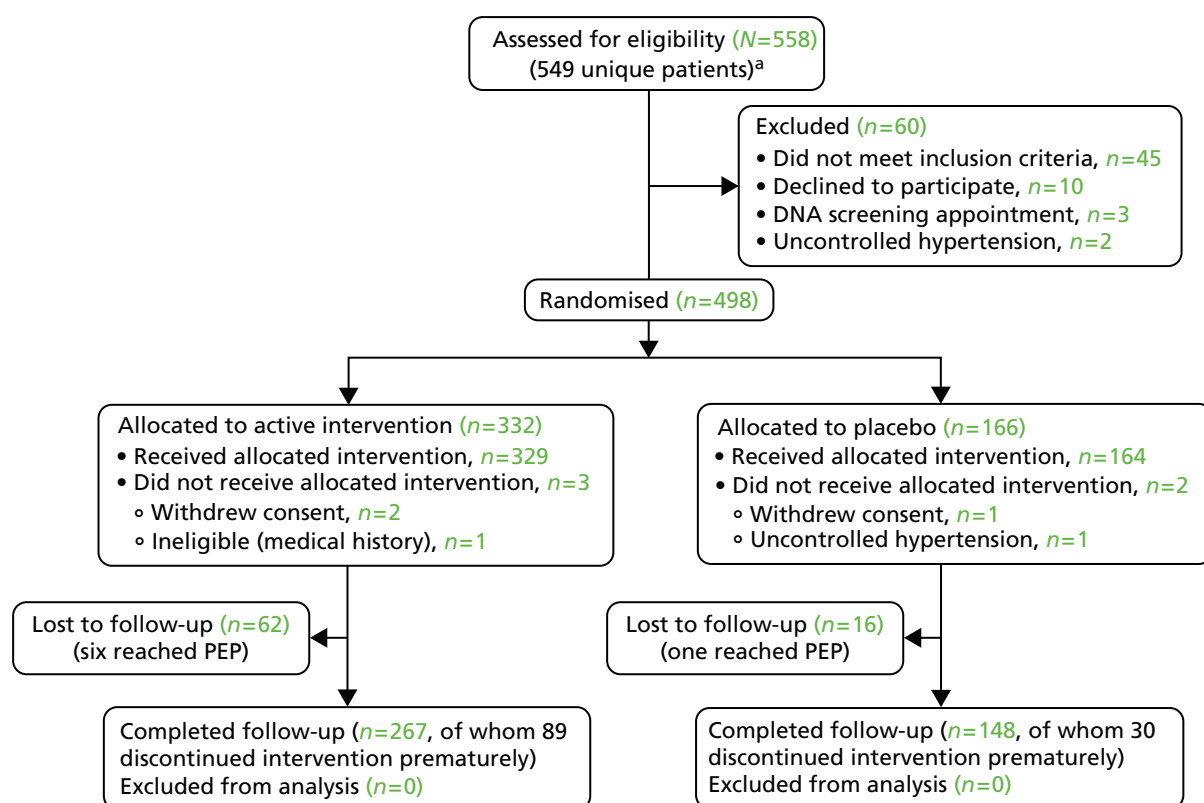 Assessed for eligibility (N=558)
(549 unique patients)a
Excluded (n=60)
• Did not meet inclusion criteria, n=45
• Declined to participate, n=10
• DNA screening appointment, n=3
• Uncontrolled hypertension, n=2
Randomised (n=498)
Allocated to active intervention (n=332)
• Received allocated intervention, n=329
• Did not receive allocated intervention, n=3
∘ Withdrew consent, n=2
∘ Ineligible (medical history), n=1
Allocated to placebo (n=166)
• Received allocated intervention, n=164
• Did not receive allocated intervention, n=2
∘ Withdrew consent, n=1
∘ Uncontrolled hypertension, n=1
Lost to follow-up (n=62)
(six reached PEP)
Lost to follow-up (n=16)
(one reached PEP)
Completed follow-up (n=267, of whom 89
discontinued intervention prematurely)
Excluded from analysis (n=0)
Completed follow-up (n=148, of whom 30
discontinued intervention prematurely)
Excluded from analysis (n=0)